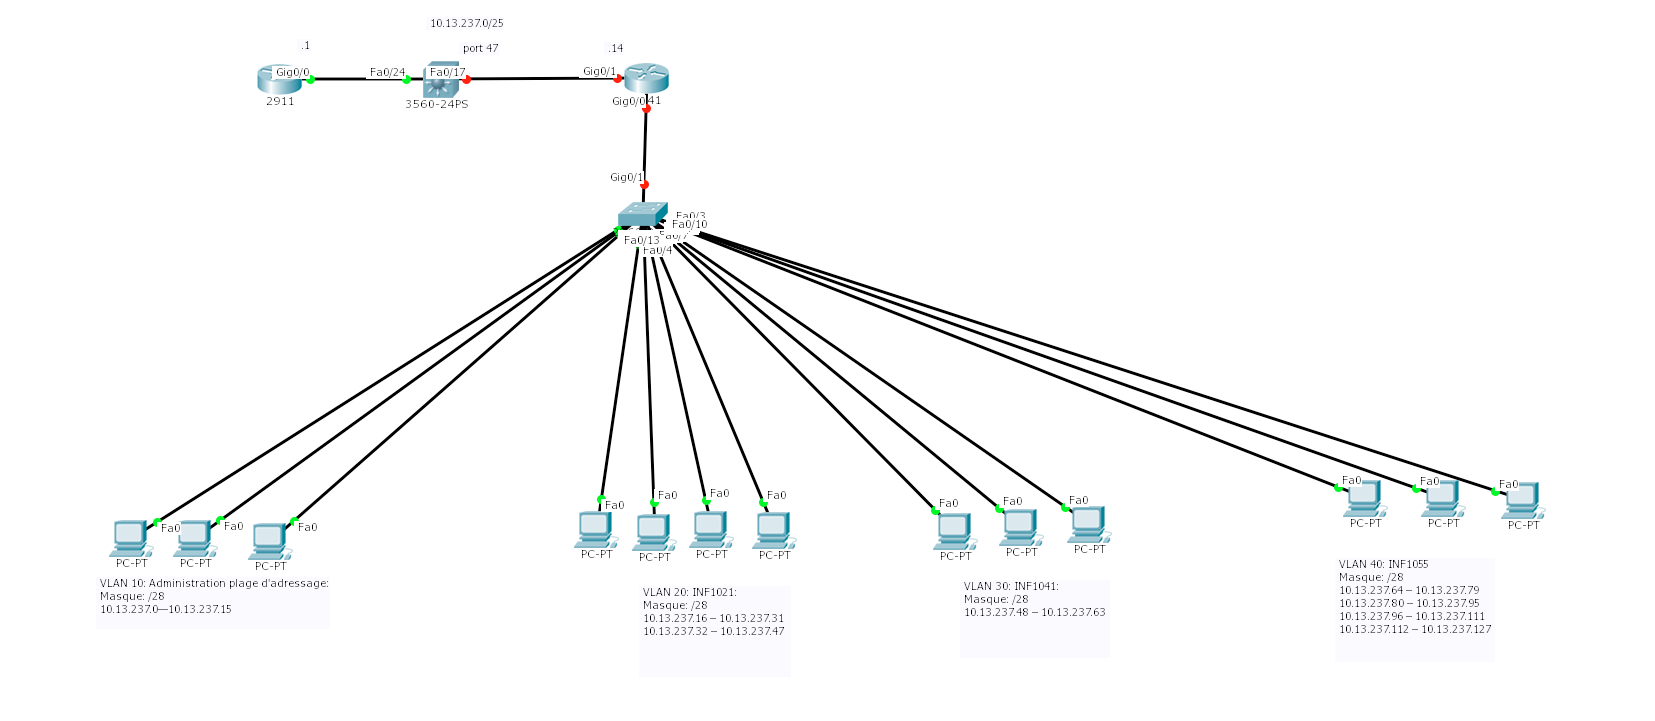 10.13.237.0/25
.1
port 47
.14
Gig0/0
Fa0/24
Fa0/17
Gig0/1
2911
3560-24PS
Gig0/0
41
Gig0/1
Fa0/3
Fa0/10
Fa0/13
Fa0/4
Fa0
Fa0
Fa0
Fa0
Fa0
Fa0
Fa0
Fa0
Fa0
Fa0
Fa0
Fa0
Fa0
PC-PT
PC-PT
PC-PT
PC-PT
PC-PT
PC-PT
PC-PT
PC-PT
PC-PT
PC-PT
PC-PT
PC-PT
PC-PT
VLAN 10: Administration plage d'adressage:
Masque: /28
10.13.237.0—10.13.237.15
VLAN 20: INF1021:
Masque: /28
10.13.237.16 – 10.13.237.31
10.13.237.32 – 10.13.237.47
VLAN 30: INF1041:
Masque: /28
10.13.237.48 – 10.13.237.63
VLAN 40: INF1055
Masque: /28
10.13.237.64 – 10.13.237.79
10.13.237.80 – 10.13.237.95
10.13.237.96 – 10.13.237.111
10.13.237.112 – 10.13.237.127